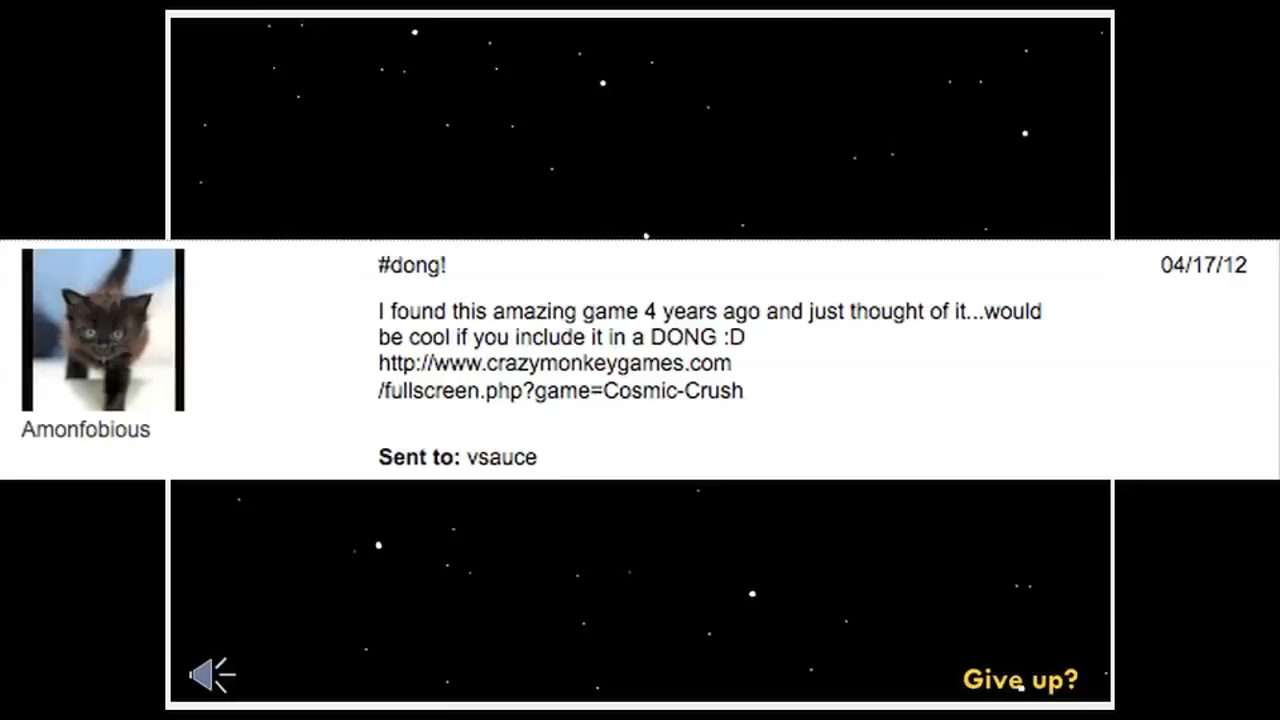 #dong!
04/17/12
I found this amazing game 4 years ago and just thought of it...would
be cool if you include it in a DONG :D
http://www.crazymonkeygames.com
/fullscreen.php?game=Cosmic-Crush
Amonfobious
Sent to: vsauce
Give up?